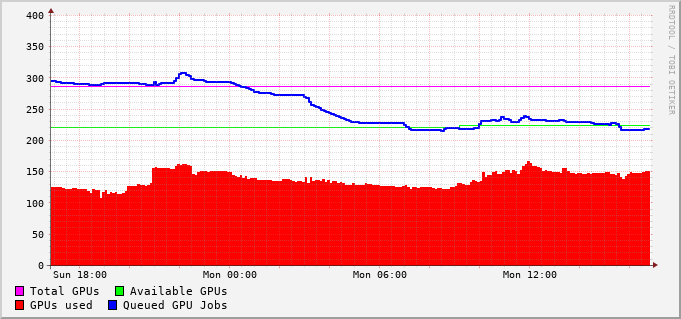 400
350
300
250
200
150
100
50
0
Sun 18:00 Mon 00:00 Mon 06:00 Mon 12:00
Total GPUs Available GPUs
GPUs used Queued GPU Jobs
RRDTOOL / TOBI OETIKER